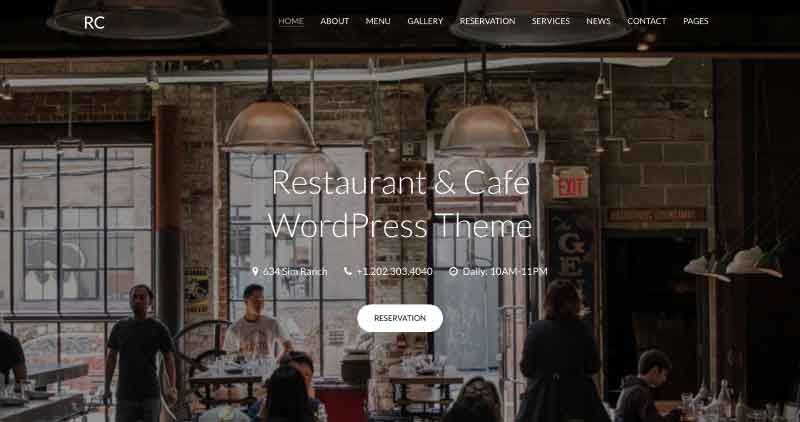 RC
HOME ABOUT MENU GALLERY RESERVATION SERVICES NEWS CONTACT PAGES
EXIT
Restaurant & Cafe
WordPress Theme
634 Sim Ranch +1.202.303.4040 Daily: 10AM-11PM
RESERVATION